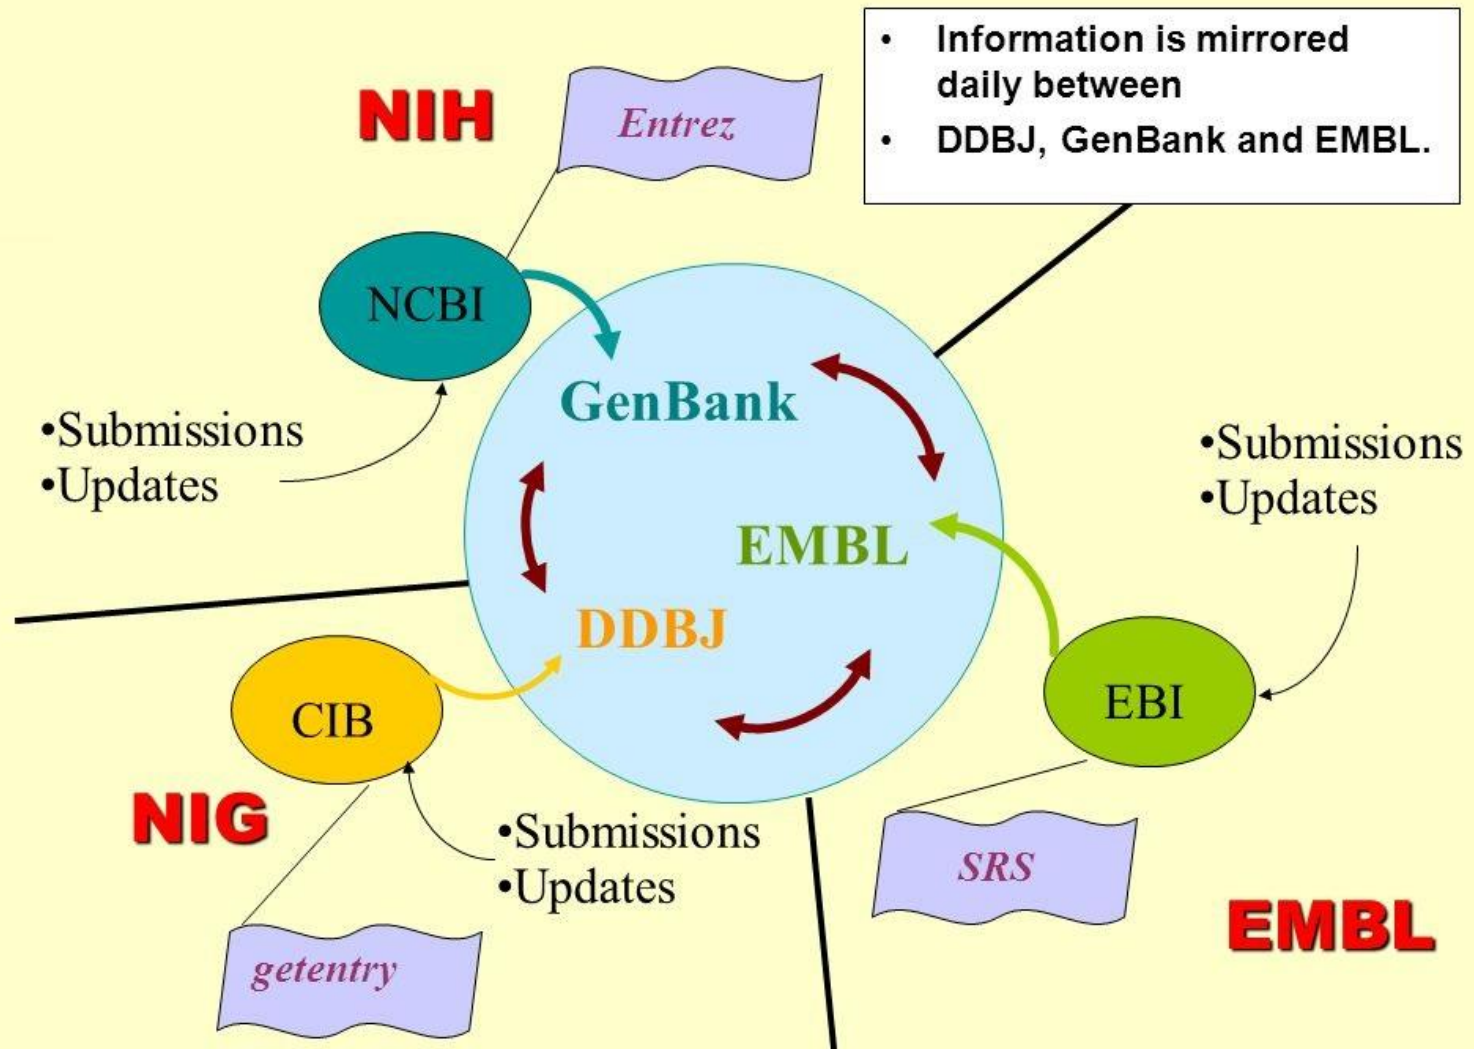 • Information is mirrored
daily between
• DDBJ, GenBank and EMBL.
NIH
Entrez
NCBI
GenBank
•Submissions
•Updates
•Submissions
•Updates
EMBL
DDBJ
CIB
EBI
NIG
•Submissions
•Updates
SRS
EMBL
getentry